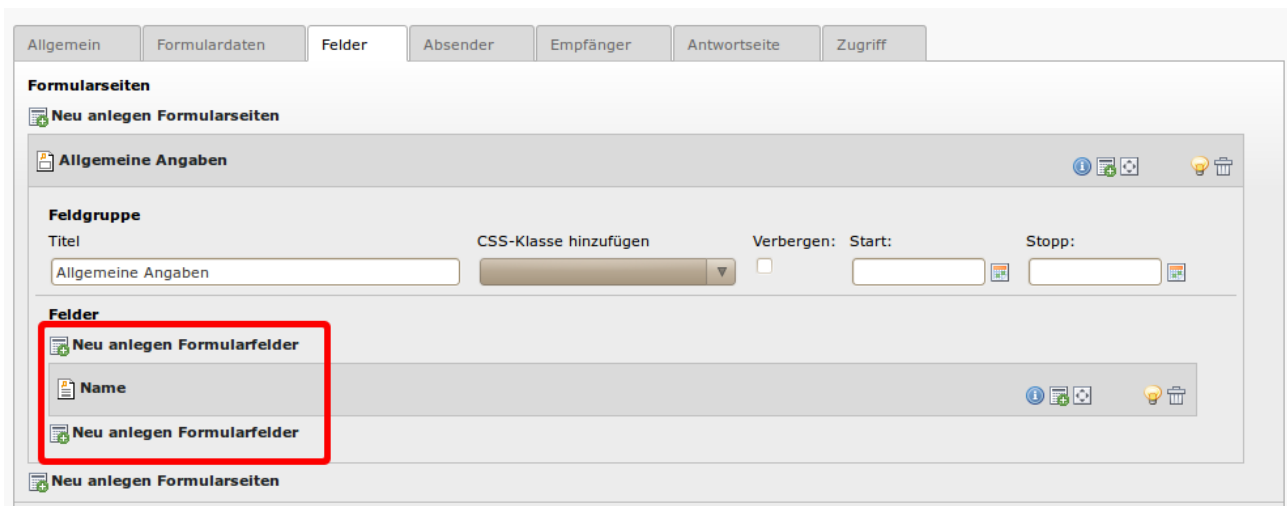 Allgemein Formulardaten Felder Absender Empfänger Antwortseite Zugriff
Formularseiten
Neu anlegen Formularseiten
Allgemeine Angaben
Feldgruppe
Titel CSS-Klasse hinzufügen Verbergen: Start: Stopp:
Allgemeine Angaben
Felder
Neu anlegen Formularfelder
Name
Neu anlegen Formularfelder
Neu anlegen Formularseiten